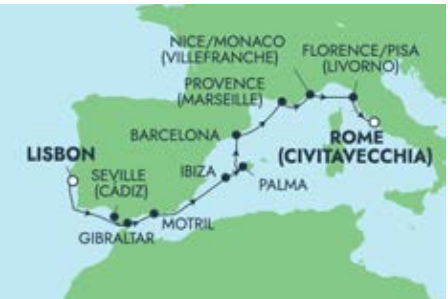 NICE/MONACO
(VILLEFRANCHE)
FLORENCE/PISA
(LIVORNO)
PROVENCE
(MARSEILLE)
BARCELONA
ROME
(CIVITAVECCHIA)
LISBON
SEVILLE
(CÁDIZ)
IBIZA
PALMA
GIBRALTAR
MOTRIL